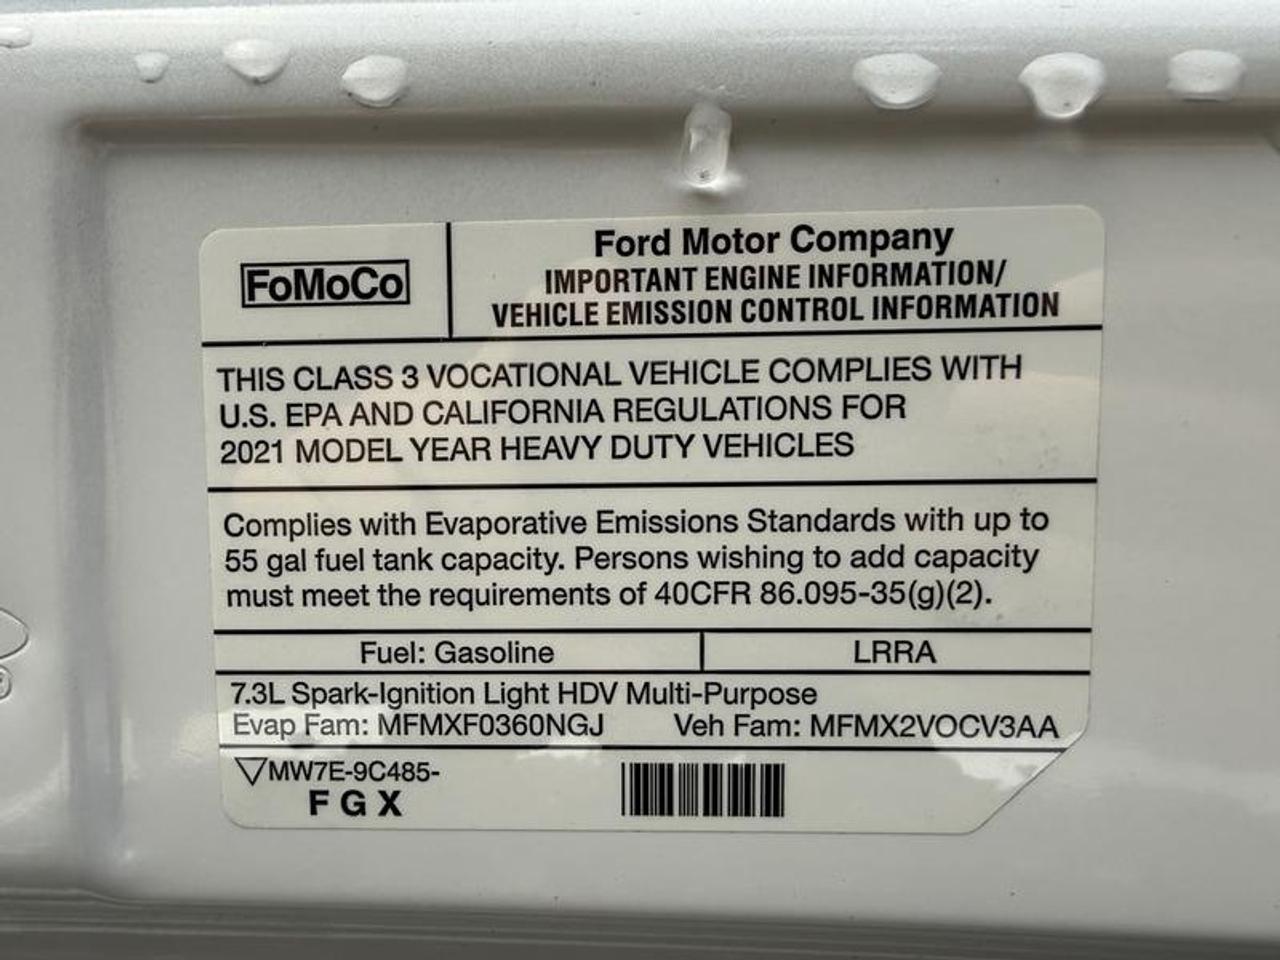 FoMoCo
Ford Motor Company
IMPORTANT ENGINE INFORMATION/
VEHICLE EMISSION CONTROL INFORMATION
THIS CLASS 3 VOCATIONAL VEHICLE COMPLIES WITH
U.S. EPA AND CALIFORNIA REGULATIONS FOR
2021 MODEL YEAR HEAVY DUTY VEHICLES
Complies with Evaporative Emissions Standards with up to
55 gal fuel tank capacity. Persons wishing to add capacity
must meet the requirements of 40CFR 86.095-35(g)(2).
Fuel: Gasoline LRRA
7.3L Spark-Ignition Light HDV Multi-Purpose
Evap Fam: MFMXF0360NGJ Veh Fam: MFMX2VOCV3AA
▽MW7E-9C485-
F G X
®